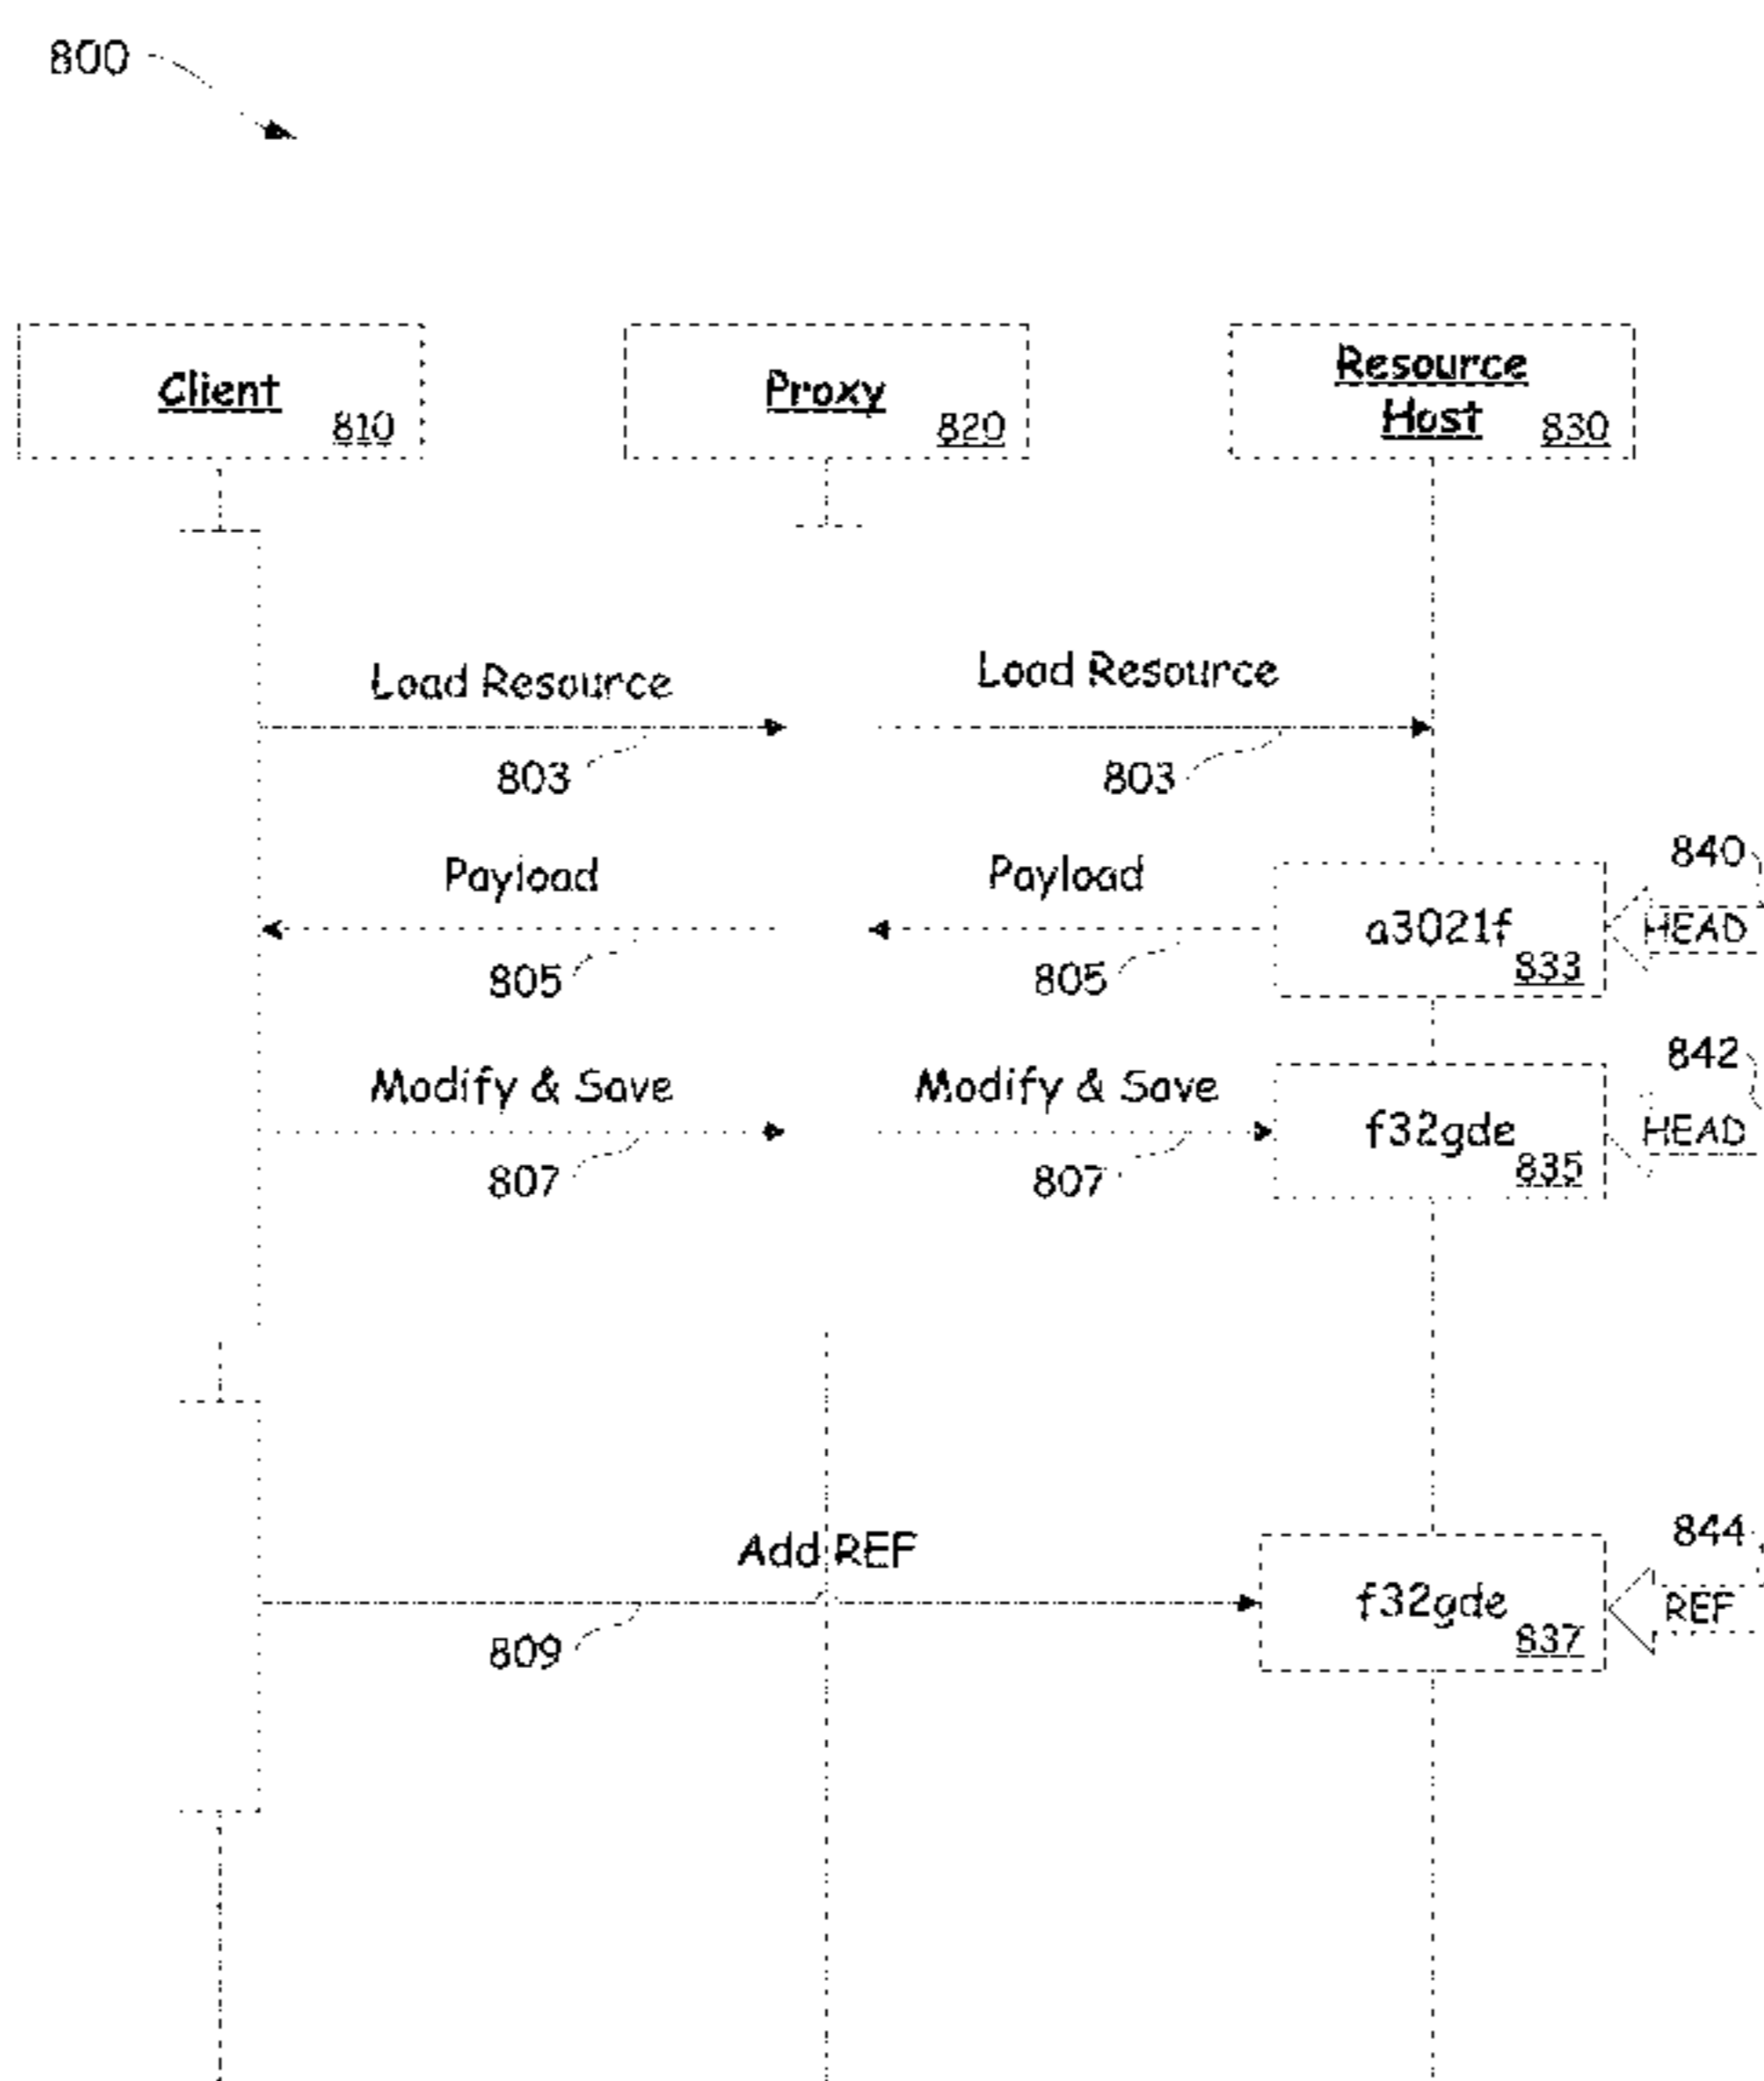 800
Client
810
Proxy
820
Resource
Host
830
Load Resource
Load Resource
803
803
840
Payload
Payload
a3021f
833
HEAD
805
805
842
Modify & Save
Modify & Save
f32gde
835
HEAD
807
807
844
Add REF
f32gde
837
REF
809